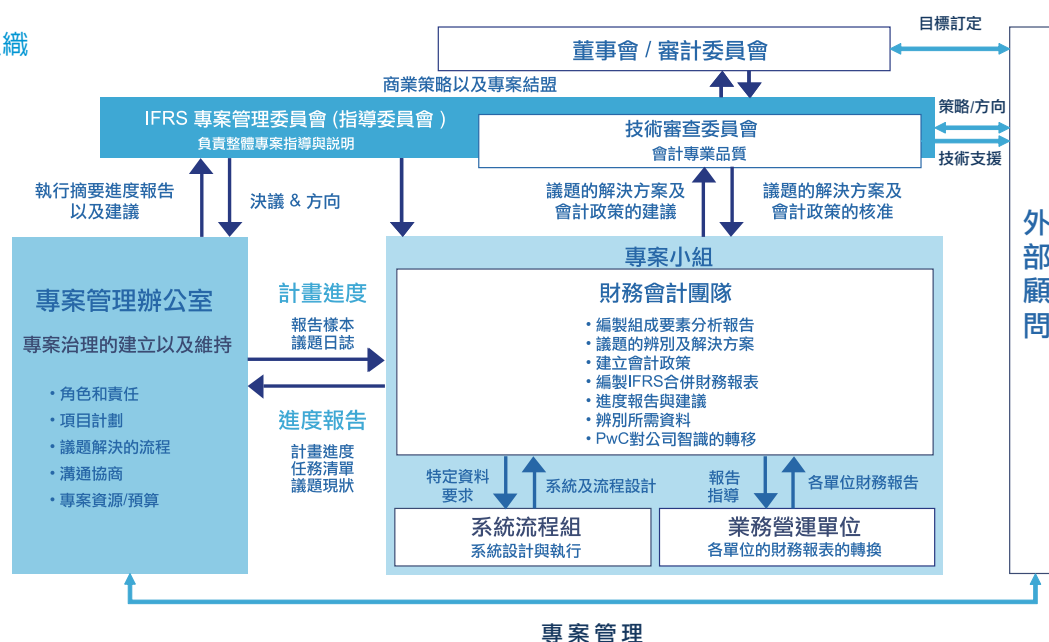 織
目標訂定
董事會 / 審計委員會
商業策略以及專案結盟
IFRS 專案管理委員會 (指導委員會 )
負責整體專案指導與說明
技術審查委員會
會計專業品質
策略/方向
技術支援
執行摘要進度報告
以及建議
決議 & 方向
議題的解決方案及
會計政策的建議
議題的解決方案及
會計政策的核准
外
部
顧
問
專案管理辦公室
專案治理的建立以及維持
•角色和責任
•項目計劃
•議題解決的流程
•溝通協商
•專案資源/預算
計畫進度
報告樣本
議題日誌
進度報告
計畫進度
任務清單
議題現狀
專案小組
財務會計團隊
•編製組成要素分析報告
•議題的辨別及解決方案
•建立會計政策
•編製IFRS合併財務報表
•進度報告與建議
•辨別所需資料
•PwC對公司智識的轉移
特定資料
要求
系統及流程設計
報告
指導
各單位財務報告
系統流程組
系統設計與執行
業務營運單位
各單位的財務報表的轉換
專案管理